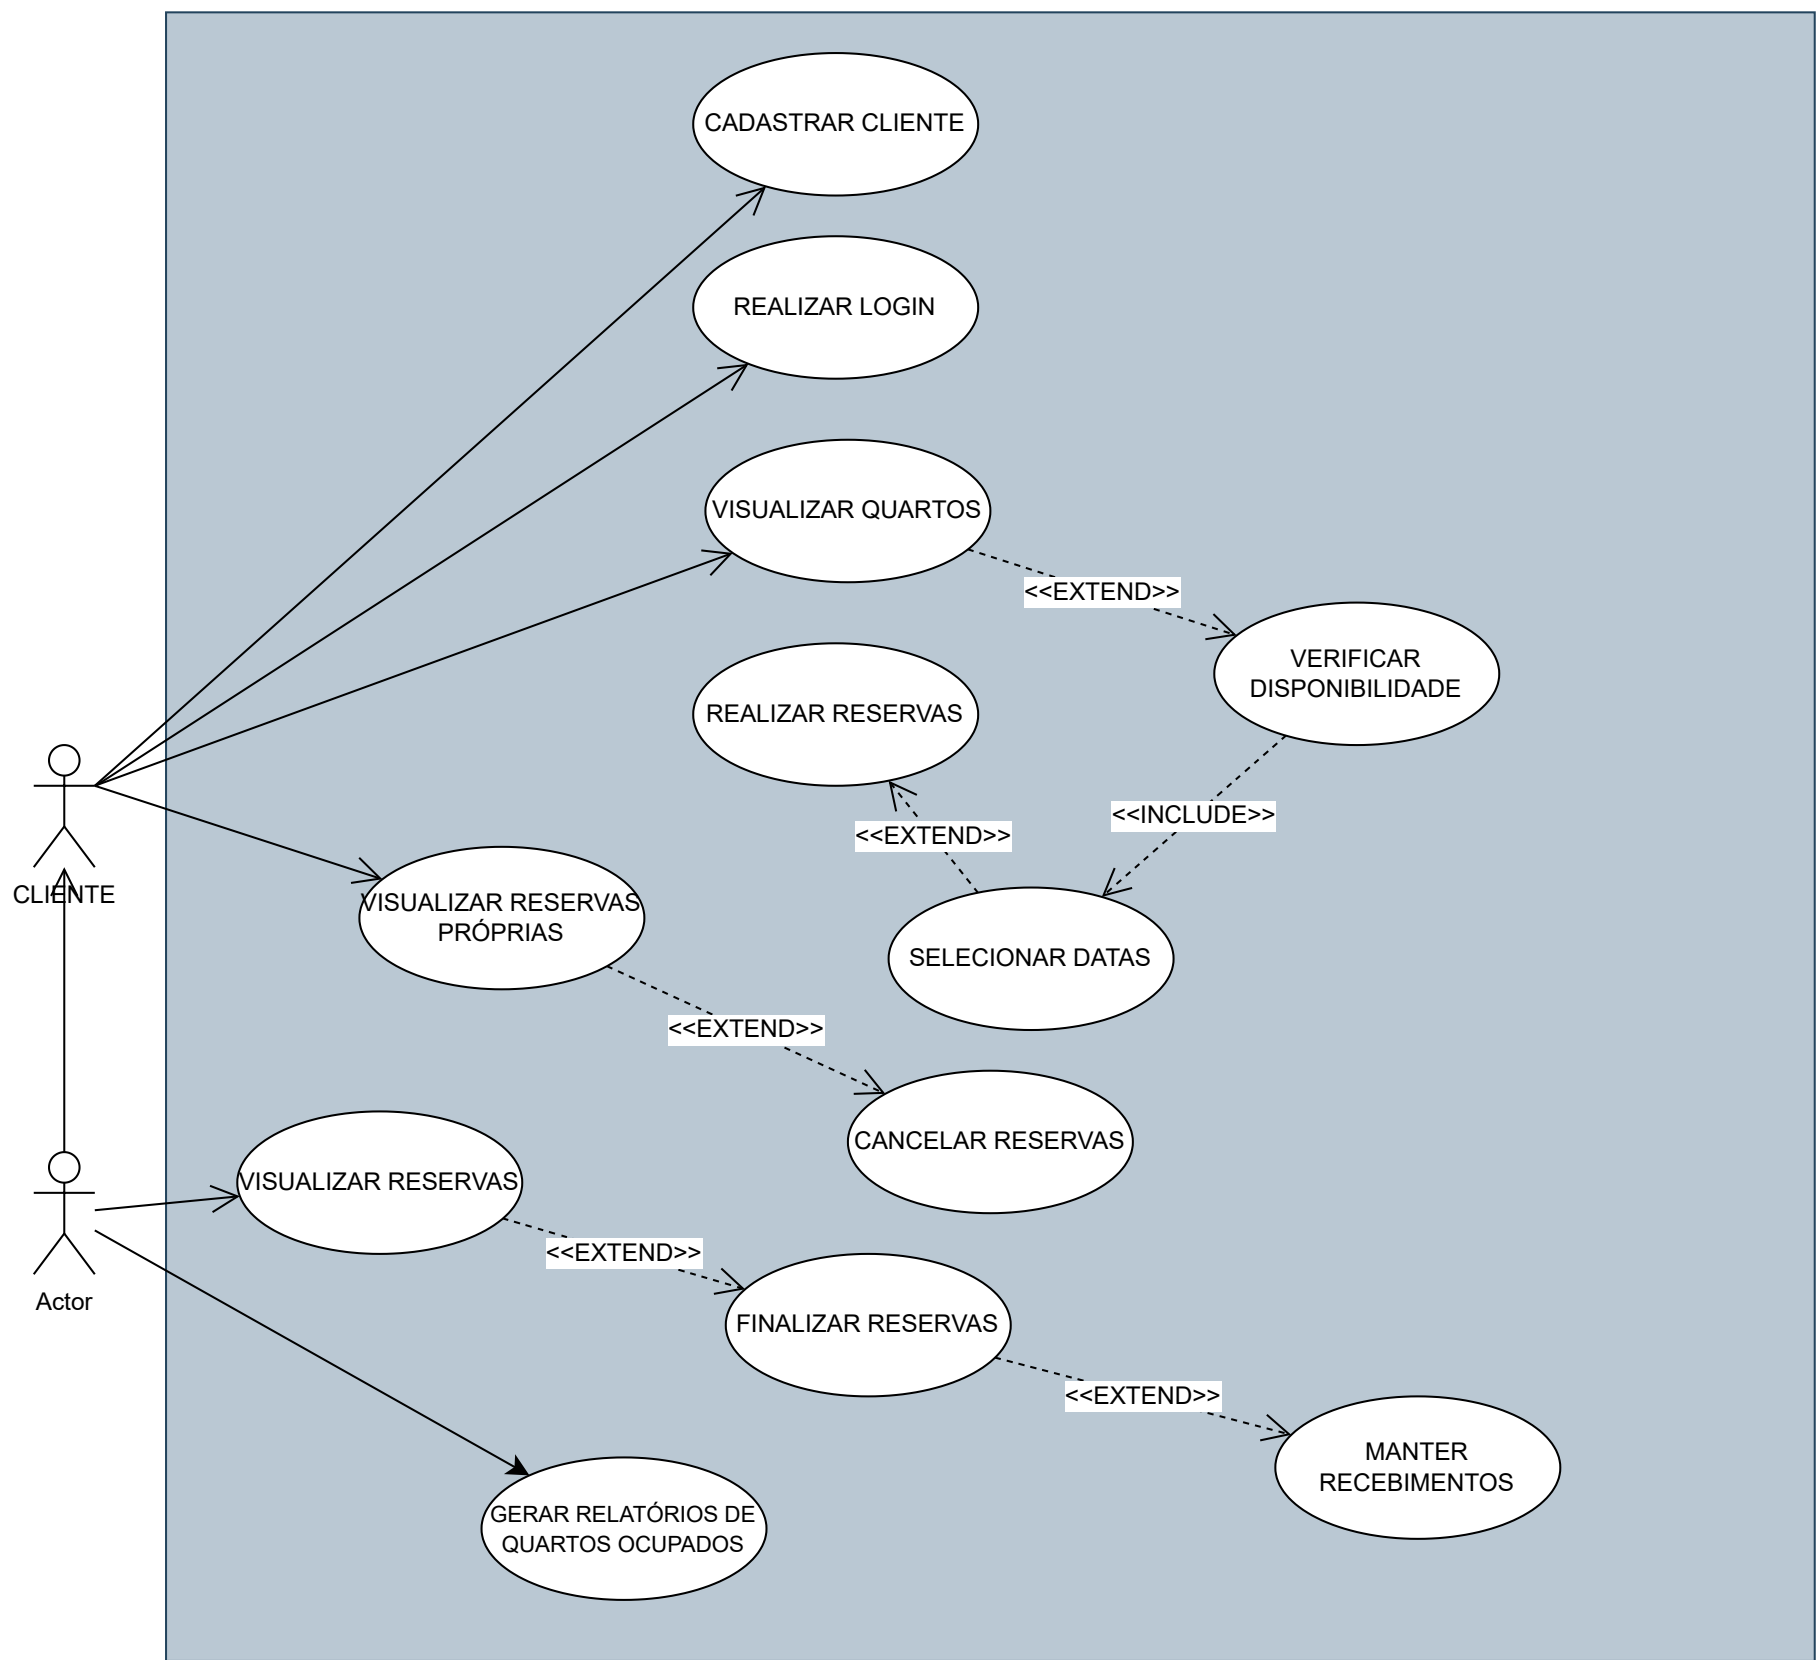 CADASTRAR CLIENTE
REALIZAR LOGIN
VISUALIZAR QUARTOS
<<EXTEND>>
VERIFICAR
DISPONIBILIDADE
REALIZAR RESERVAS
<<INCLUDE>>
<<EXTEND>>
CLIENTE
VISUALIZAR RESERVAS
PRÓPRIAS
SELECIONAR DATAS
<<EXTEND>>
CANCELAR RESERVAS
VISUALIZAR RESERVAS
<<EXTEND>>
Actor
FINALIZAR RESERVAS
<<EXTEND>>
MANTER
RECEBIMENTOS
GERAR RELATÓRIOS DE
QUARTOS OCUPADOS